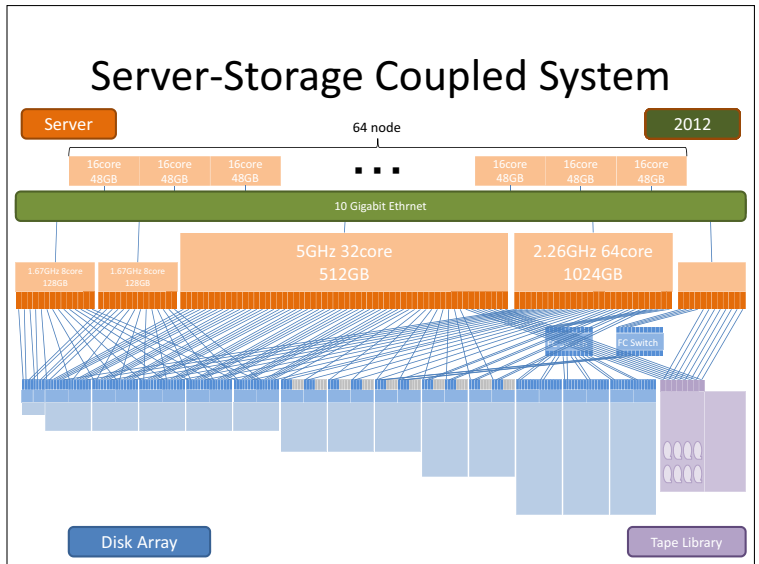 Server-Storage Coupled System
Server
64 node
2012
16core
48GB
16core
48GB
16core
48GB
...
16core
48GB
16core
48GB
16core
48GB
10 Gigabit Ethrnet
1.67GHz 8core
128GB
1.67GHz 8core
128GB
5GHz 32core
512GB
2.26GHz 64core
1024GB
FC Switch
Disk Array
Tape Library